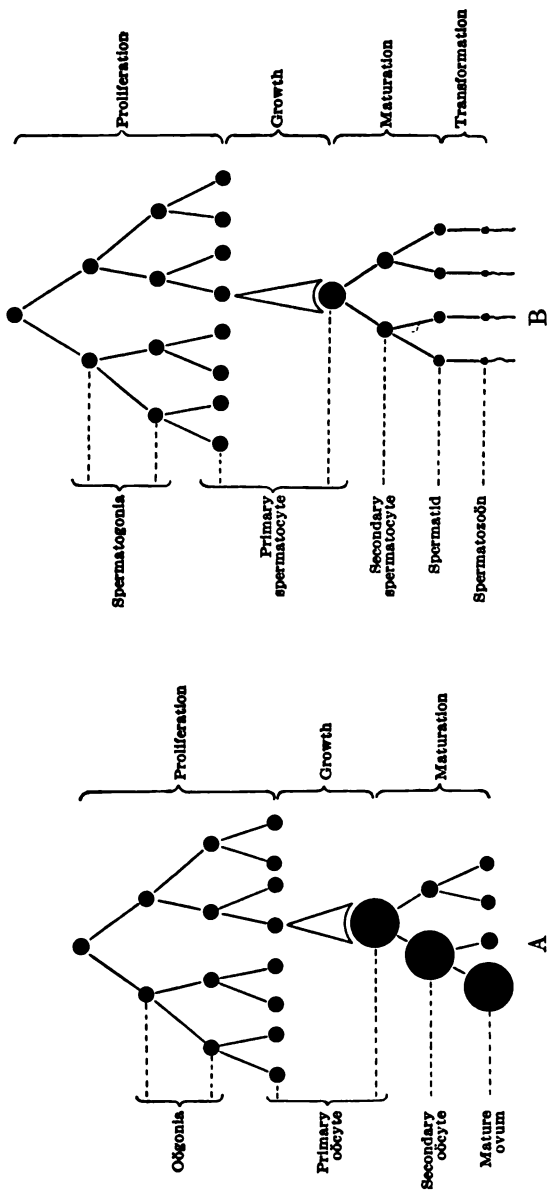 Oögonia
Primary
oöcyte
Secondary
oöcyte
Mature
ovum
Proliferation
Growth
Maturation
A
Spermatogonia
Primary
spermatocyte
Secondary
spermatocyte
Spermatid
Spermatozoön
Proliferation
Growth
Maturation
Transformation
B